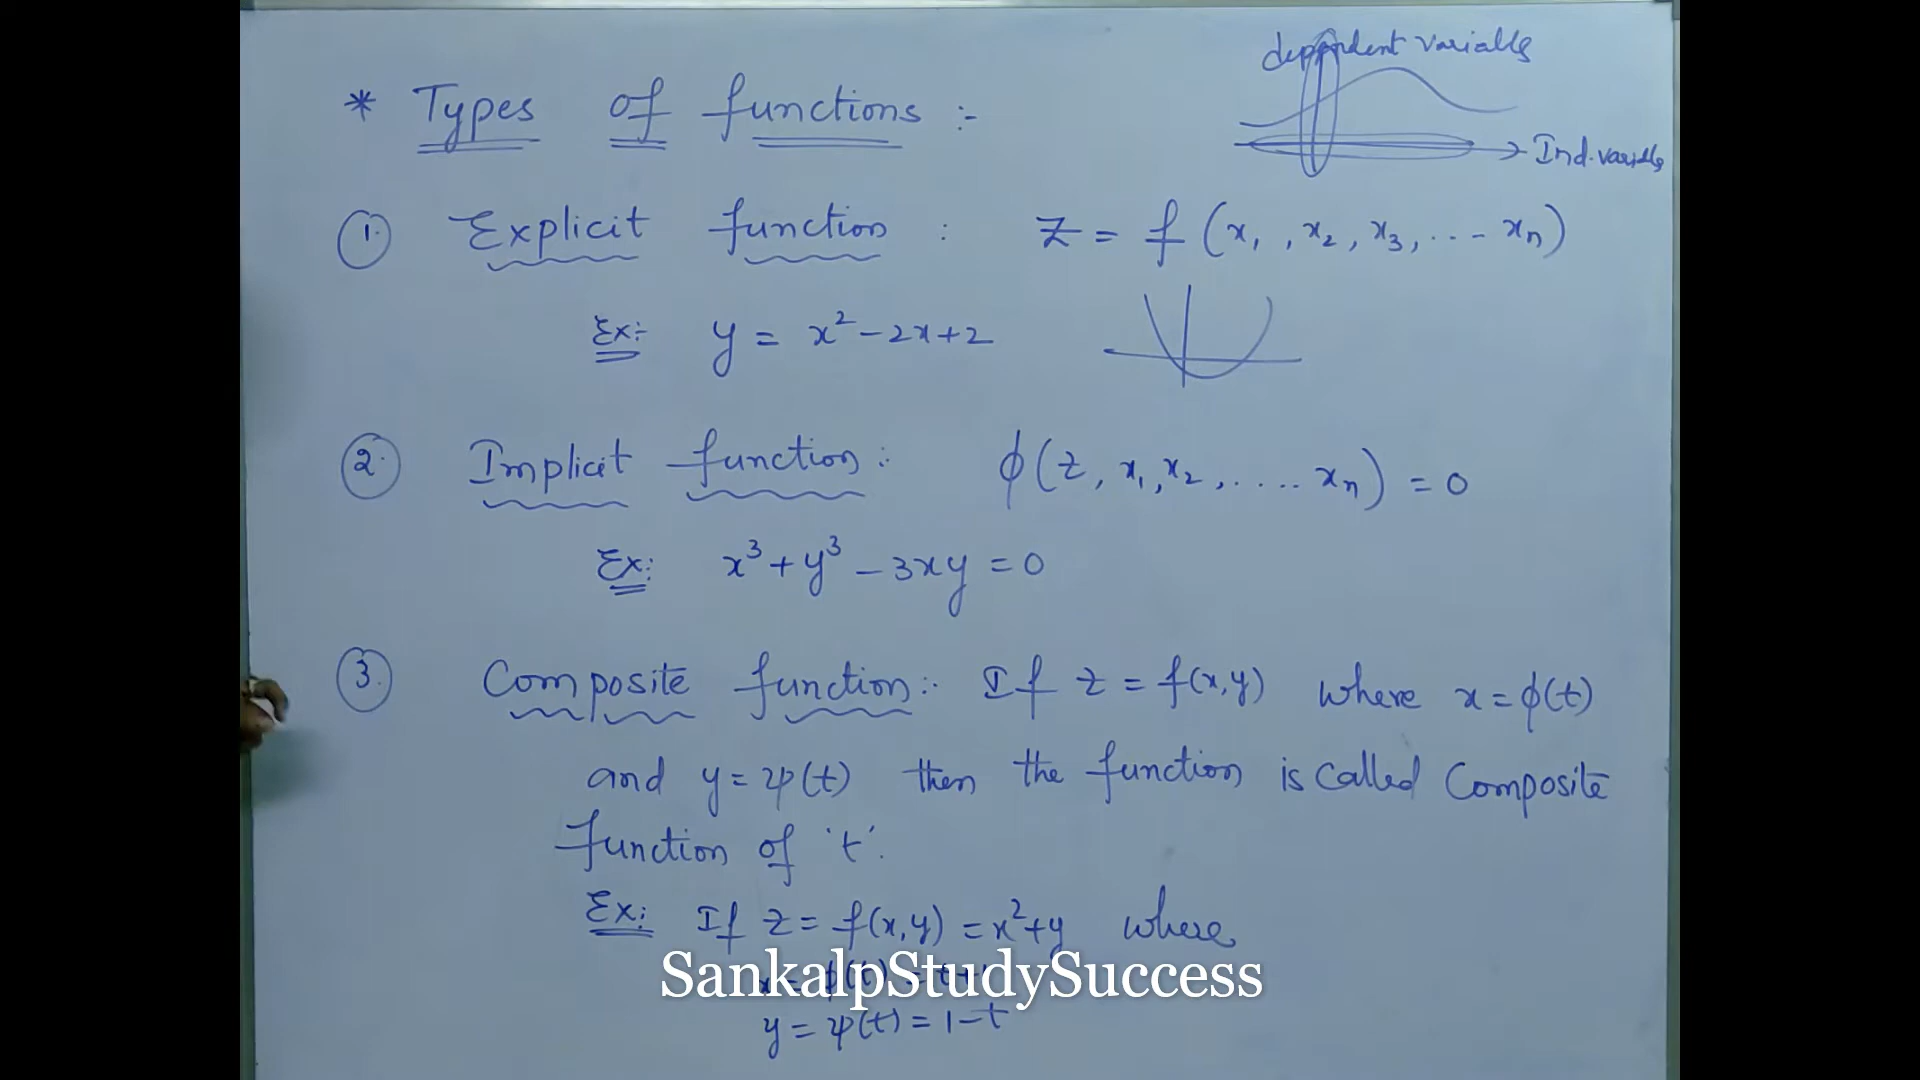 dependent variable
* Types of functions :-
Ind. variable
1. Explicit function : Z = f (x₁, x₂, x₃, ... xₙ)
Ex:- y = x² - 2x + 2
2. Implicit function :- ϕ(z, x₁, x₂, .... xₙ) = 0
Ex:- x³ + y³ - 3xy = 0
3. Composite function :- If z = f(x,y) where x = ϕ(t)
and y = ψ(t) then the function is called Composite
function of 't'.
Ex:- If z = f(x,y) = x² + y where
SankalpStudySuccess
y = ψ(t) = 1 - t